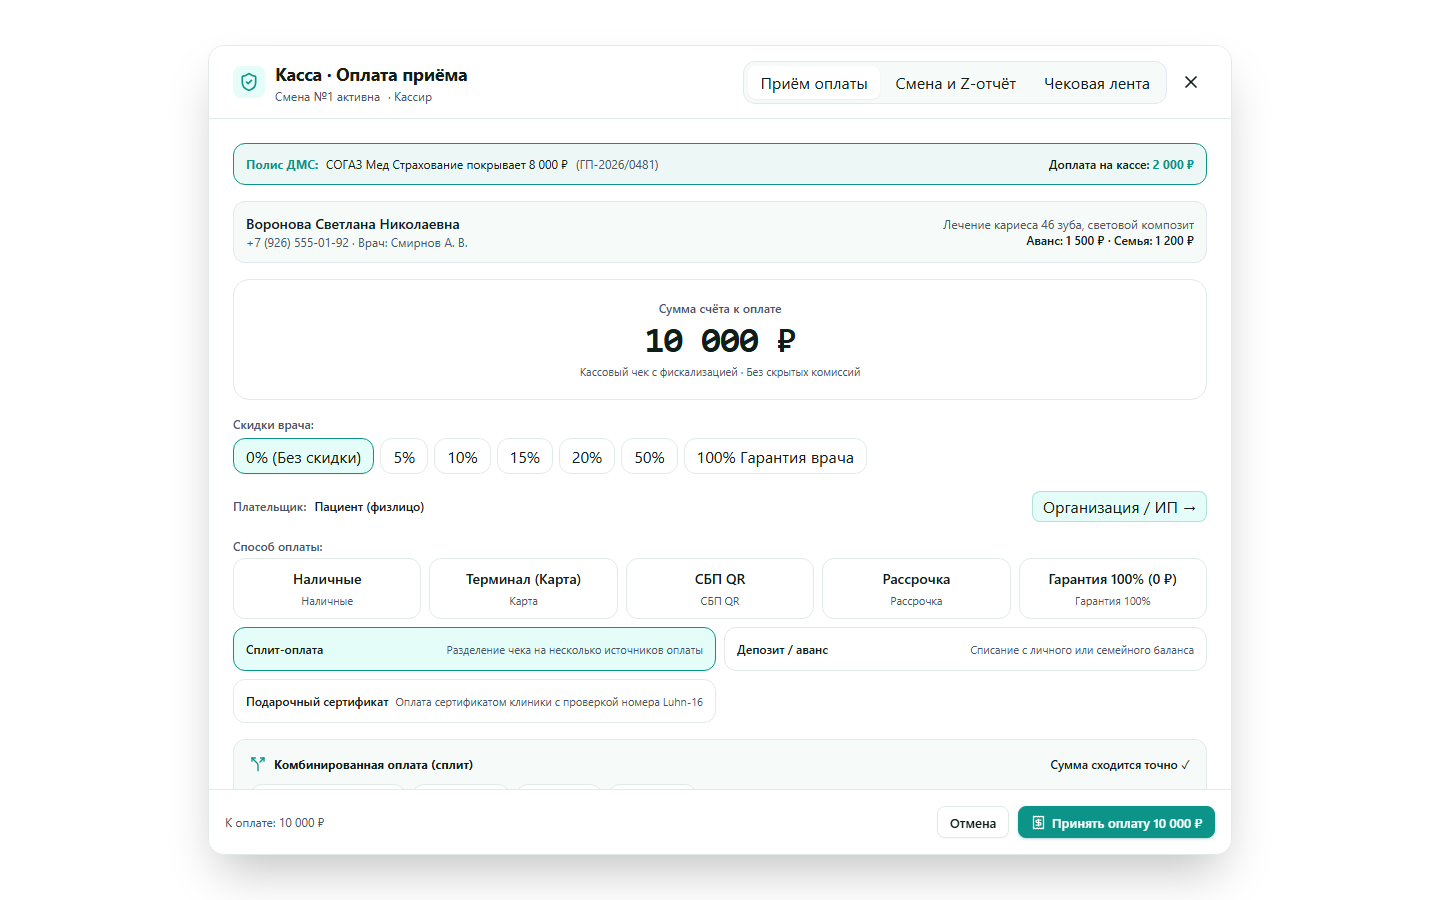 Касса · Оплата приёма
Смена №1 активна · Кассир
Приём оплаты
Смена и Z-отчёт
Чековая лента
Полис ДМС: СОГАЗ Мед Страхование покрывает 8 000 ₽ (ГП-2026/0481)
Доплата на кассе: 2 000 ₽
Воронова Светлана Николаевна
+7 (926) 555-01-92 · Врач: Смирнов А. В.
Лечение кариеса 46 зуба, световой композит
Аванс: 1 500 ₽ · Семья: 1 200 ₽
Сумма счёта к оплате
10 000 ₽
Кассовый чек с фискализацией · Без скрытых комиссий
Скидки врача:
0% (Без скидки)
5%
10%
15%
20%
50%
100% Гарантия врача
Плательщик: Пациент (физлицо)
Организация / ИП →
Способ оплаты:
Наличные
Наличные
Терминал (Карта)
Карта
СБП QR
СБП QR
Рассрочка
Рассрочка
Гарантия 100% (0 ₽)
Гарантия 100%
Сплит-оплата
Разделение чека на несколько источников оплаты
Депозит / аванс
Списание с личного или семейного баланса
Подарочный сертификат
Оплата сертификатом клиники с проверкой номера Luhn-16
Комбинированная оплата (сплит)
Сумма сходится точно ✓
К оплате: 10 000 ₽
Отмена
Принять оплату 10 000 ₽